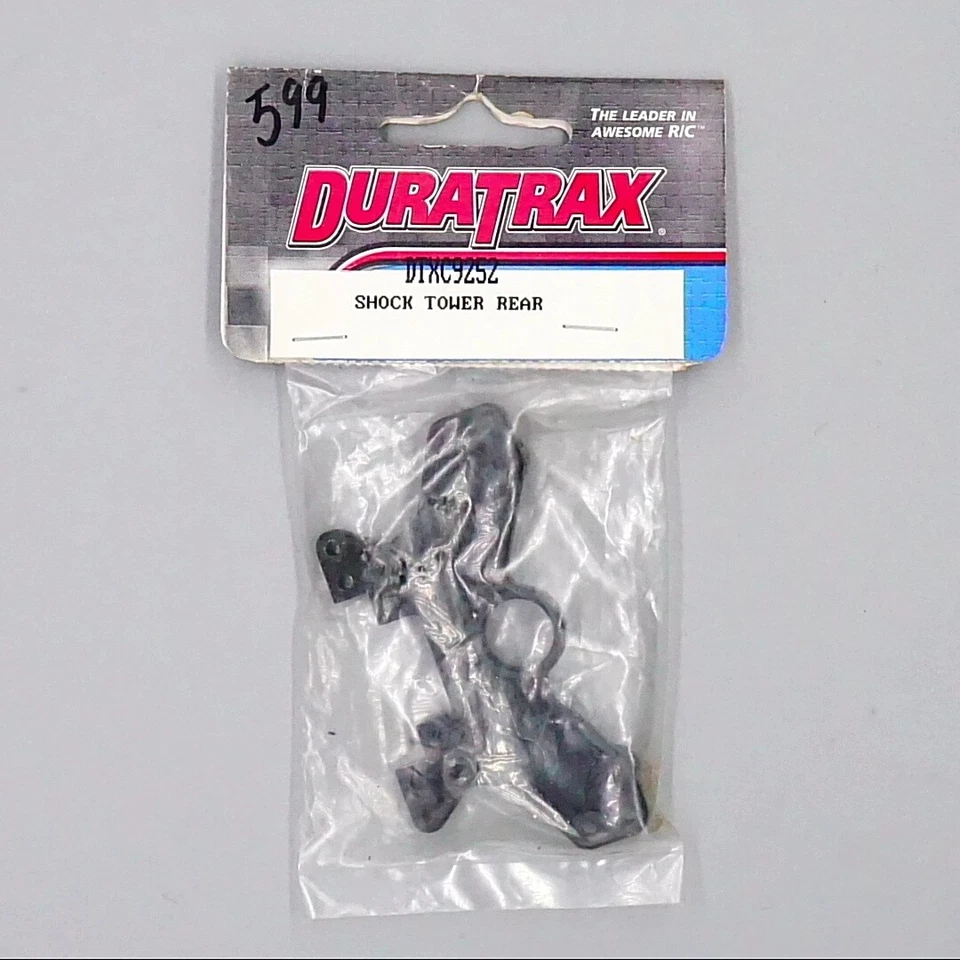 599
THE LEADER IN
AWESOME R/C™
DURATRAX®
DTXC9252
SHOCK TOWER REAR